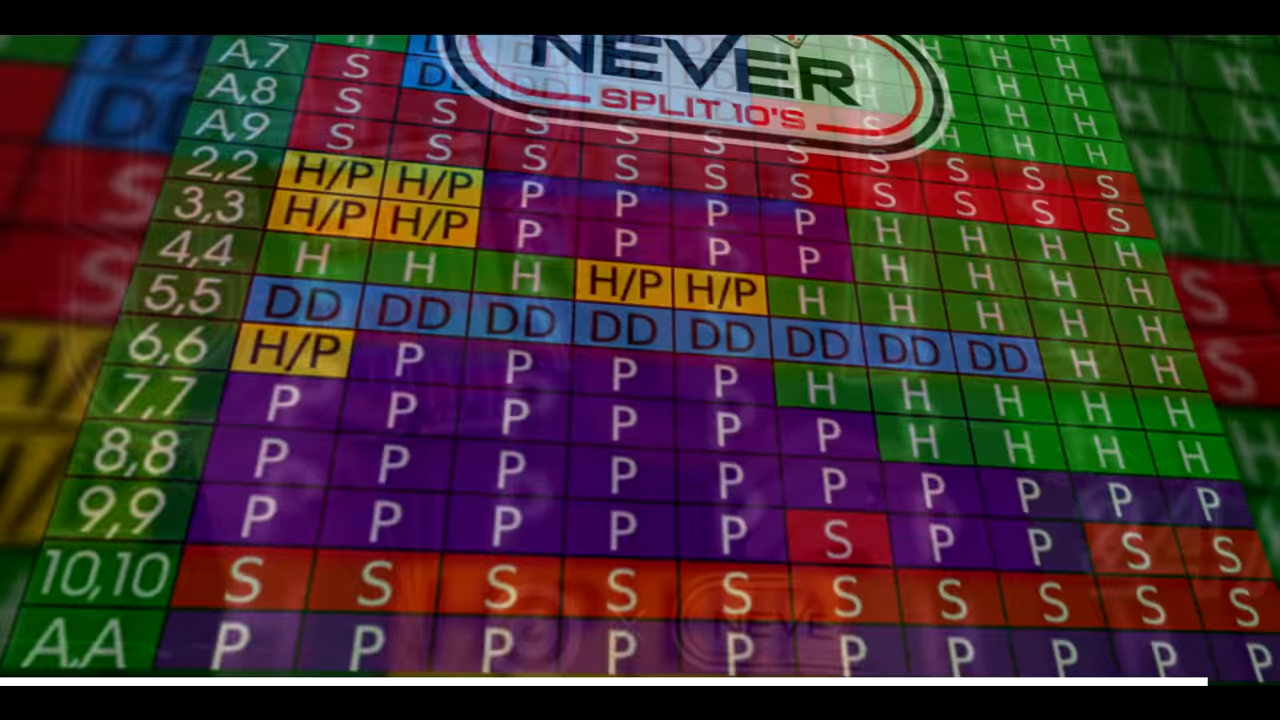 NEVER
SPLIT 10'S
A,7 S DD S H H H
A,8 S S S S S S S S S S
A,9 S S S S S S S S S S
2,2 H/P H/P P P P P H H H H
3,3 H/P H/P P P P P H H H H
4,4 H H H H/P H/P H H H H H
5,5 DD DD DD DD DD DD DD DD H H
6,6 H/P P P P P H H H H H
7,7 P P P P P P H H H H
8,8 P P P P P P P P P P
9,9 P P P P P S P P S S
10,10 S S S S S S S S S S
A,A P P P P P P P P P P